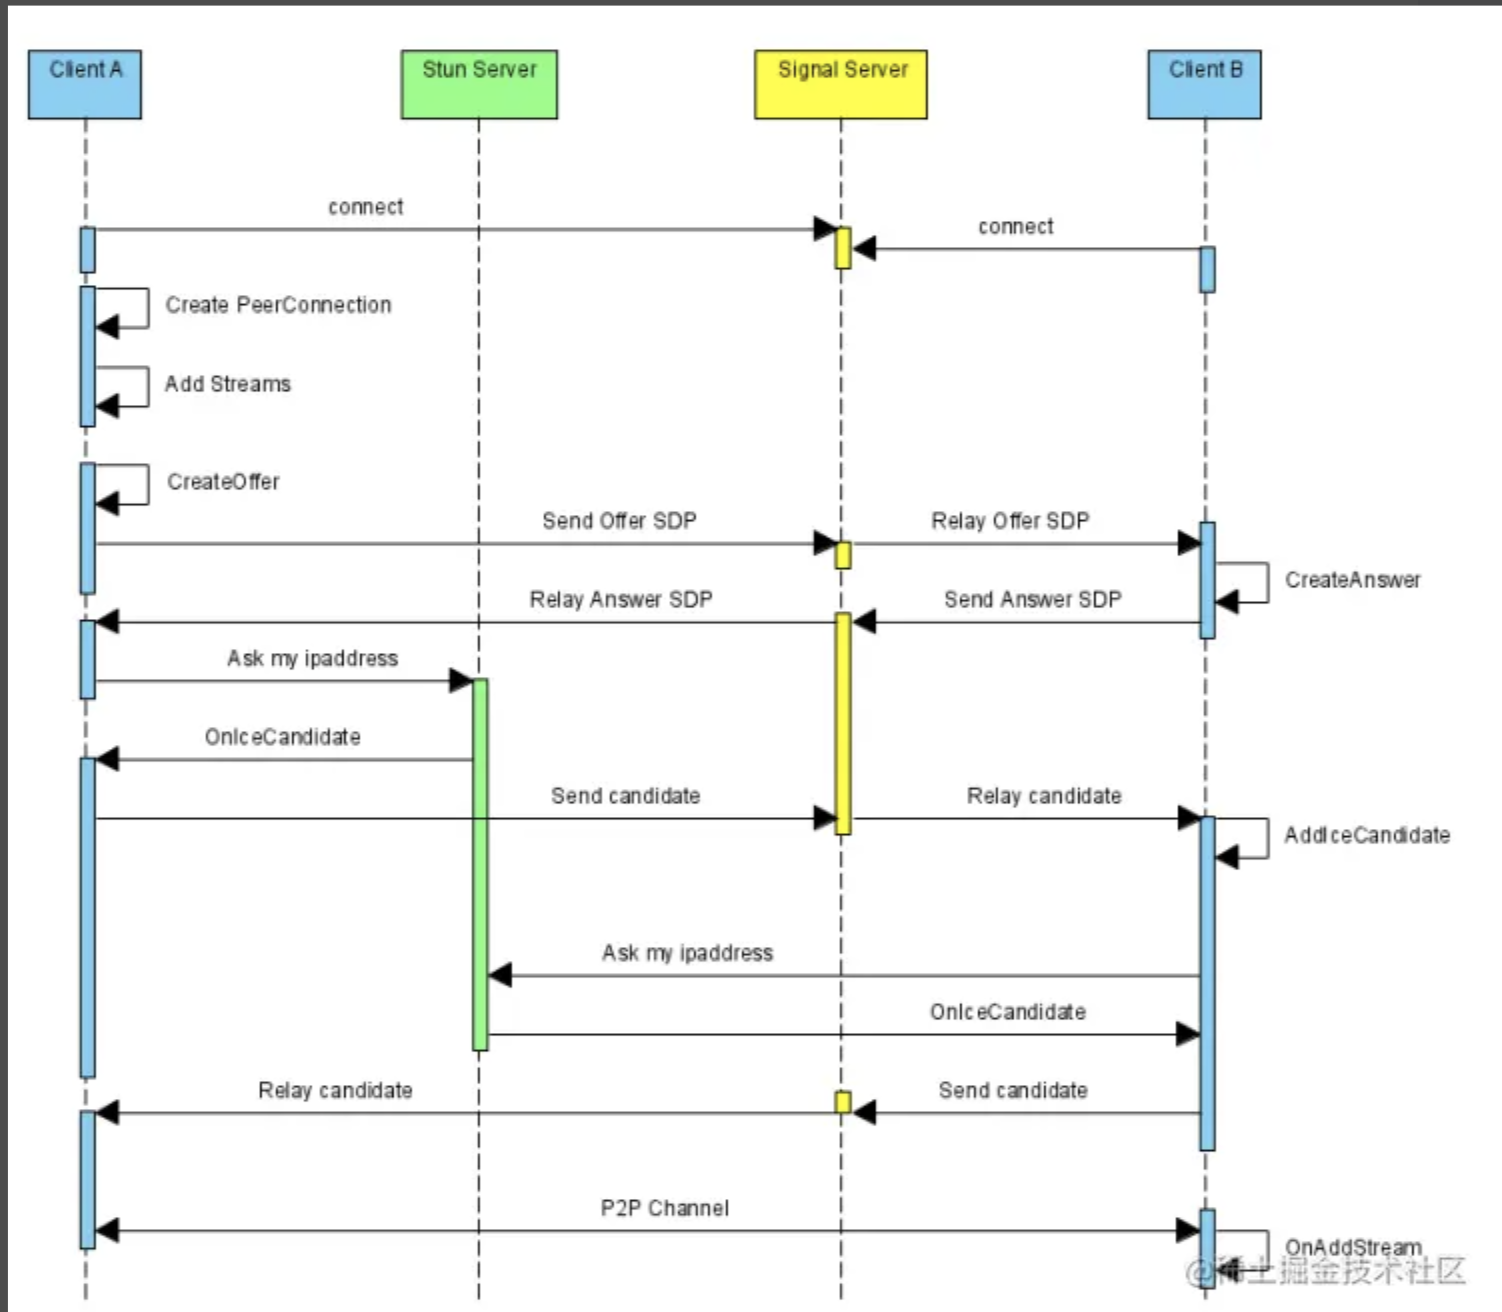 Client A
Stun Server
Signal Server
Client B
connect
connect
Create PeerConnection
Add Streams
CreateOffer
Send Offer SDP
Relay Offer SDP
CreateAnswer
Relay Answer SDP
Send Answer SDP
Ask my ipaddress
OnIceCandidate
Send candidate
Relay candidate
AddIceCandidate
Ask my ipaddress
OnIceCandidate
Relay candidate
Send candidate
P2P Channel
OnAddStream
@稀土掘金技术社区